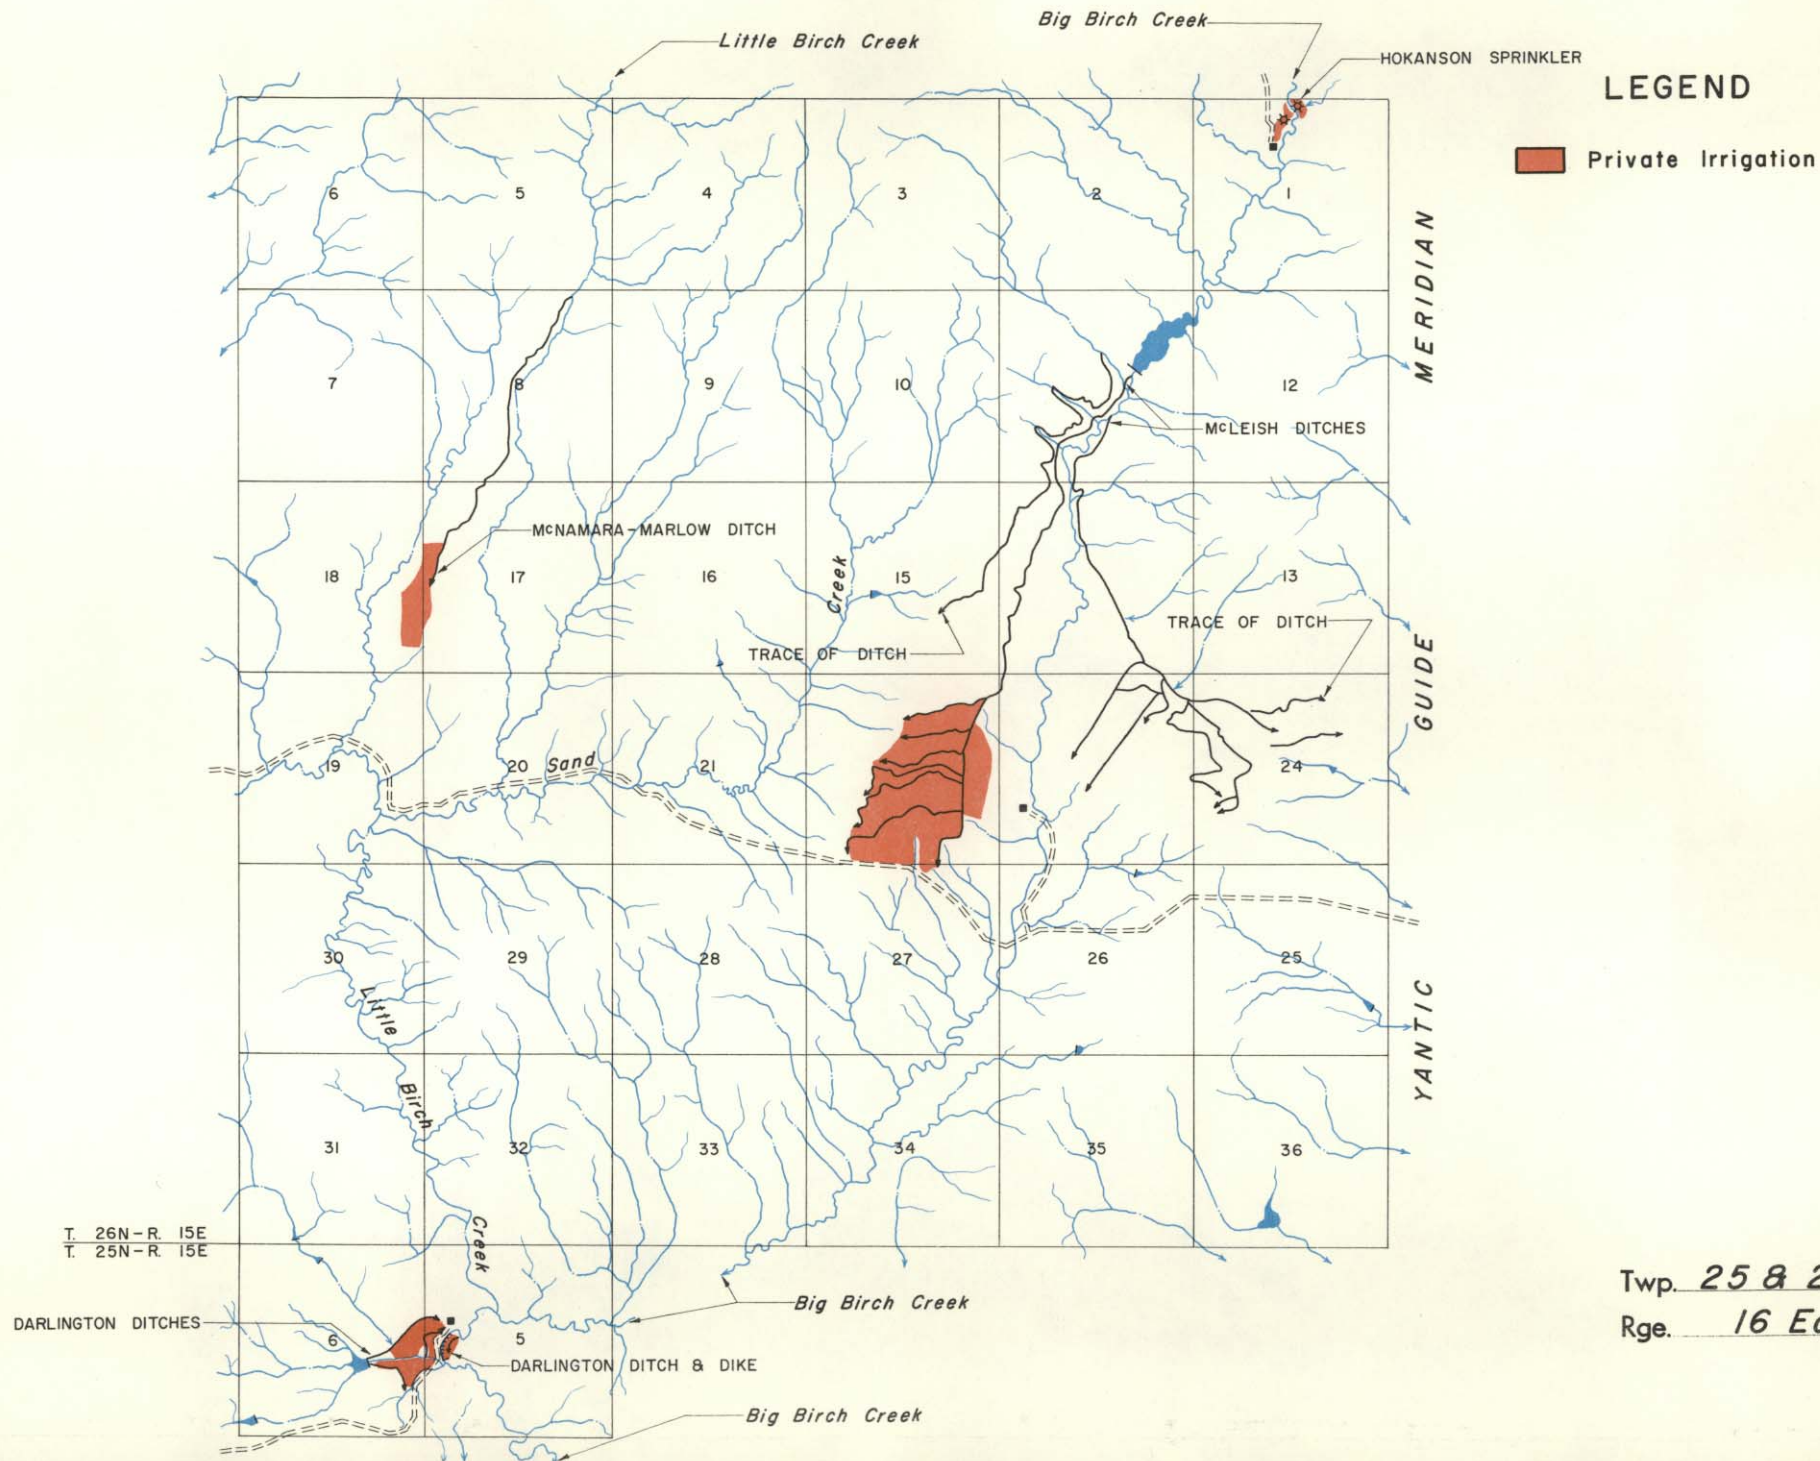 Big Birch Creek
Little Birch Creek
HOKANSON SPRINKLER
LEGEND
Private Irrigation
6
5
4
3
2
1
MERIDIAN
7
8
9
10
12
McLEISH DITCHES
McNAMARA-MARLOW DITCH
18
17
16
Creek
15
13
TRACE OF DITCH
TRACE OF DITCH
GUIDE
19
20
Sand
21
24
30
29
28
27
26
25
Little
YANTIC
Birch
31
32
33
34
35
36
Creek
T. 26N-R. 15E
T. 25N-R. 15E
Twp. 25 & 2
Big Birch Creek
DARLINGTON DITCHES
Rge. 16 Ea
6
5
DARLINGTON DITCH & DIKE
Big Birch Creek